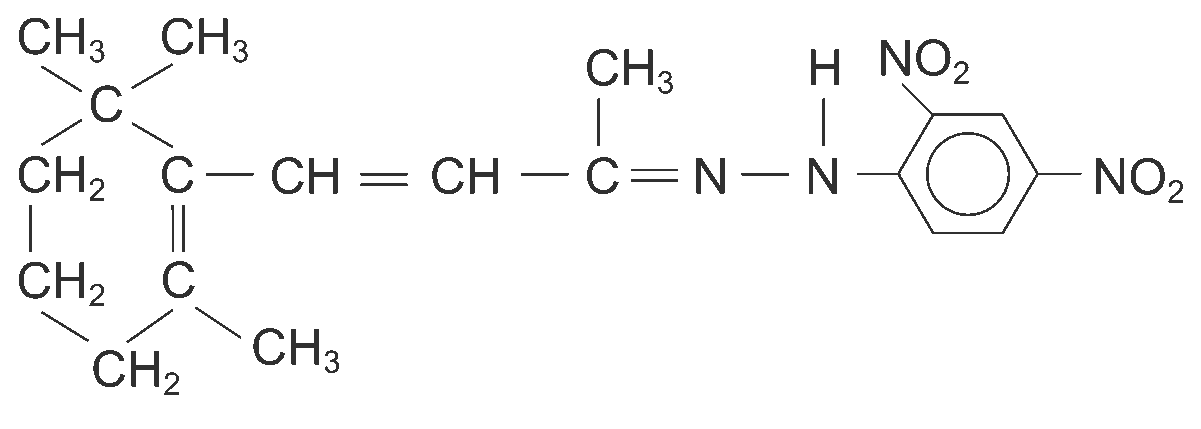 CH3 CH3
CH3 H NO2
C
CH2 C CH CH C N N NO2
CH2 C
CH3
CH2